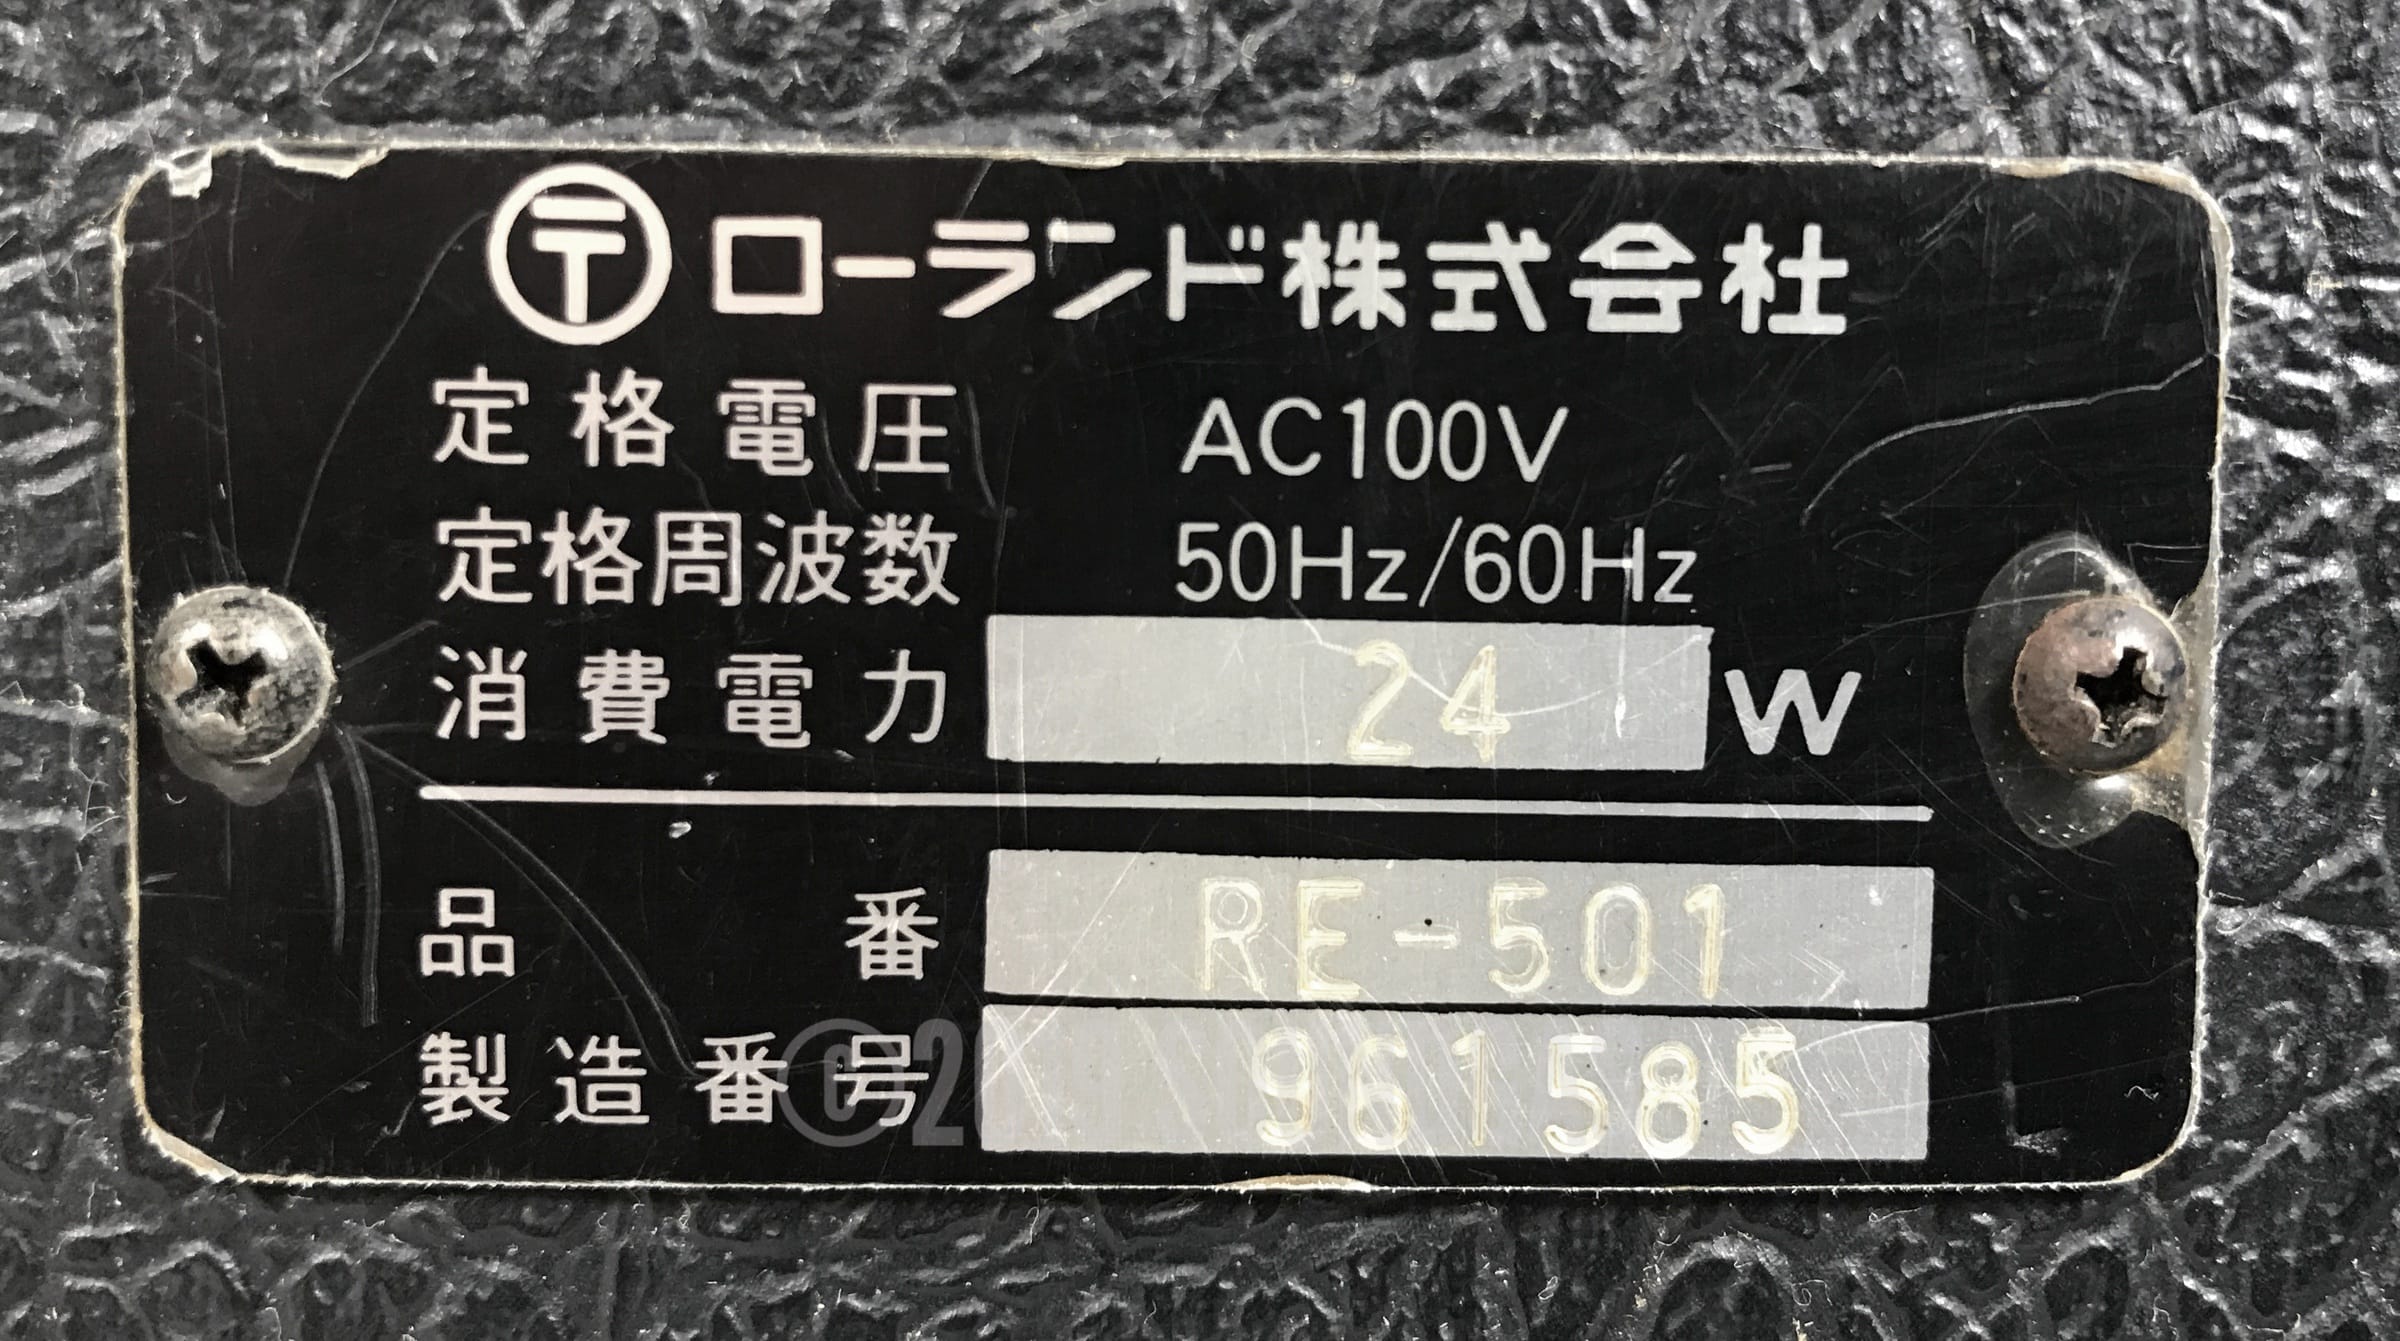 〶 ローランド株式会社
定格電圧 AC100V
定格周波数 50Hz/60Hz
消費電力 24 W
品番 RE-501
製造番号 961585